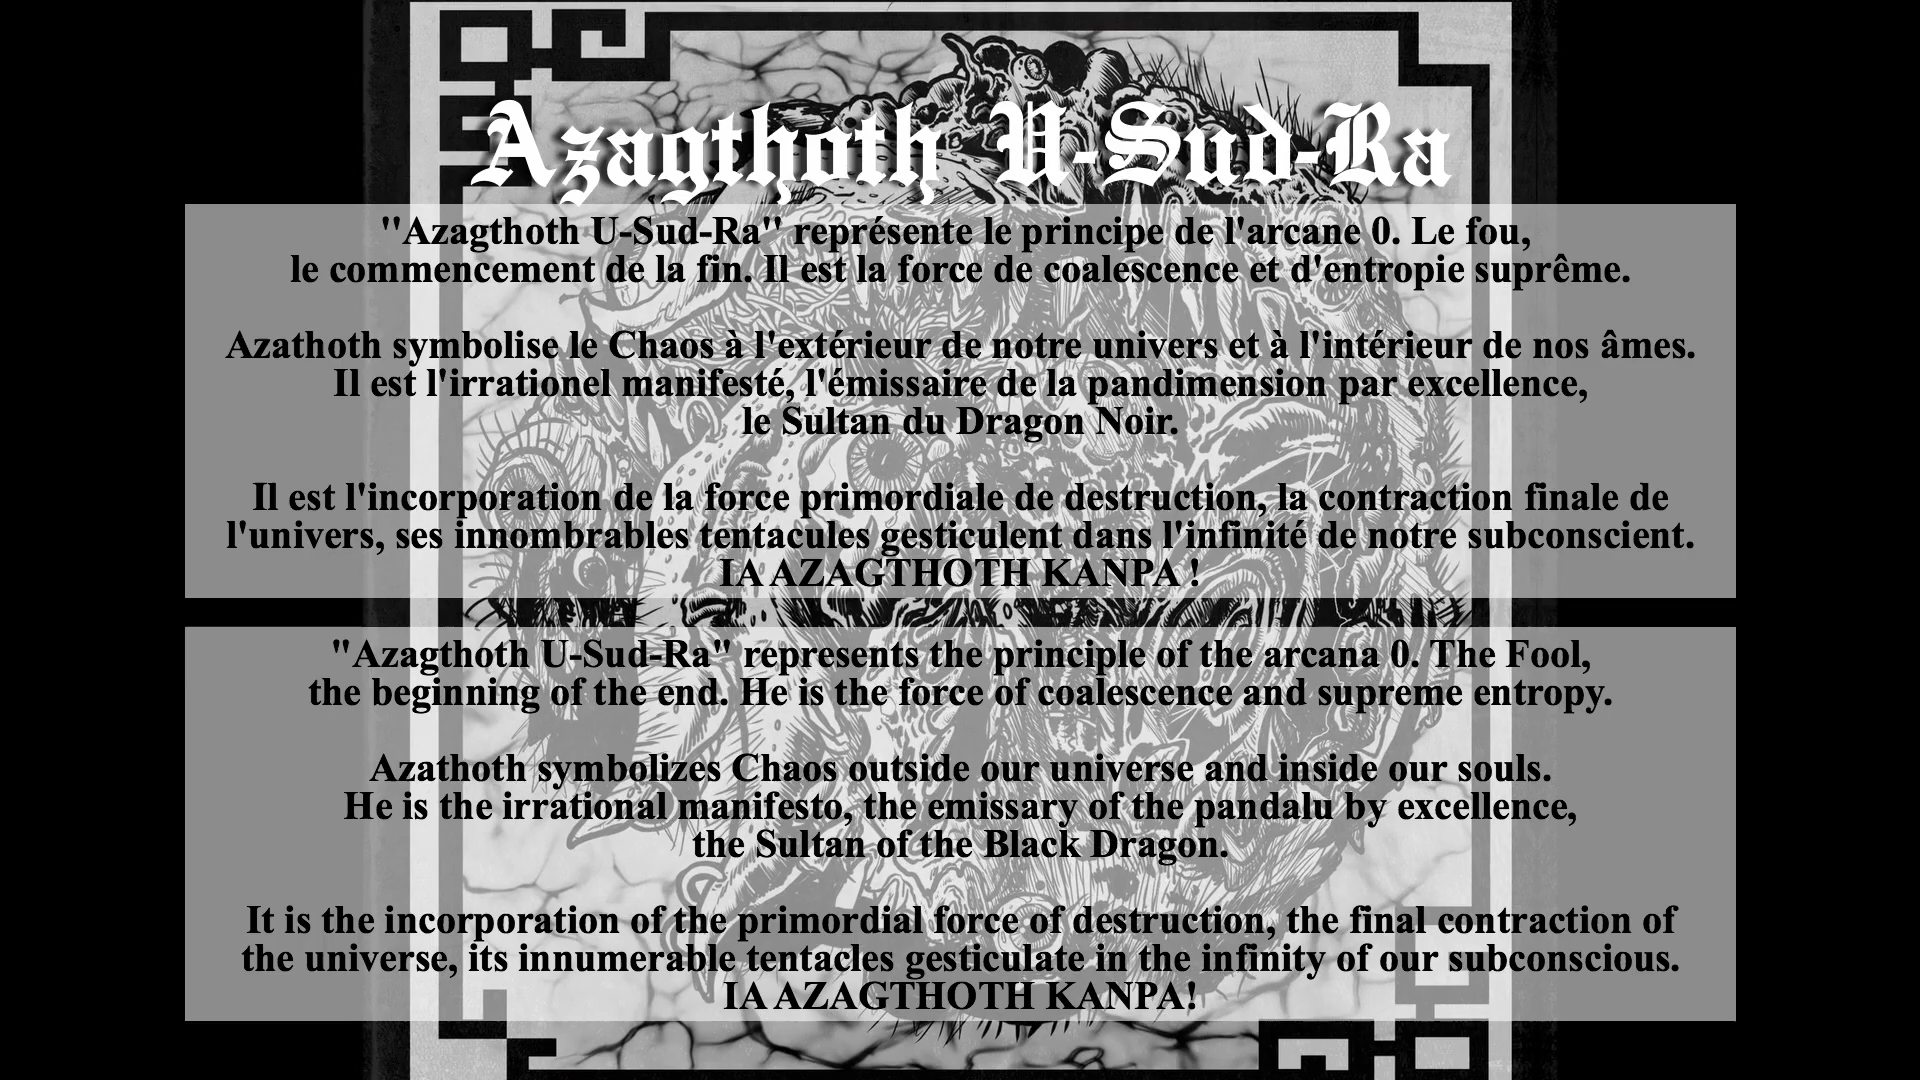 Azagthoth U-Sud-Ra
"Azagthoth U-Sud-Ra" représente le principe de l'arcane 0. Le fou,
le commencement de la fin. Il est la force de coalescence et d'entropie suprême.
Azathoth symbolise le Chaos à l'extérieur de notre univers et à l'intérieur de nos âmes.
Il est l'irrationel manifesté, l'émissaire de la pandimension par excellence,
le Sultan du Dragon Noir.
Il est l'incorporation de la force primordiale de destruction, la contraction finale de
l'univers, ses innombrables tentacules gesticulent dans l'infinité de notre subconscient.
IA AZAGTHOTH KANPA !
"Azagthoth U-Sud-Ra" represents the principle of the arcana 0. The Fool,
the beginning of the end. He is the force of coalescence and supreme entropy.
Azathoth symbolizes Chaos outside our universe and inside our souls.
He is the irrational manifesto, the emissary of the pandalu by excellence,
the Sultan of the Black Dragon.
It is the incorporation of the primordial force of destruction, the final contraction of
the universe, its innumerable tentacles gesticulate in the infinity of our subconscious.
IA AZAGTHOTH KANPA!